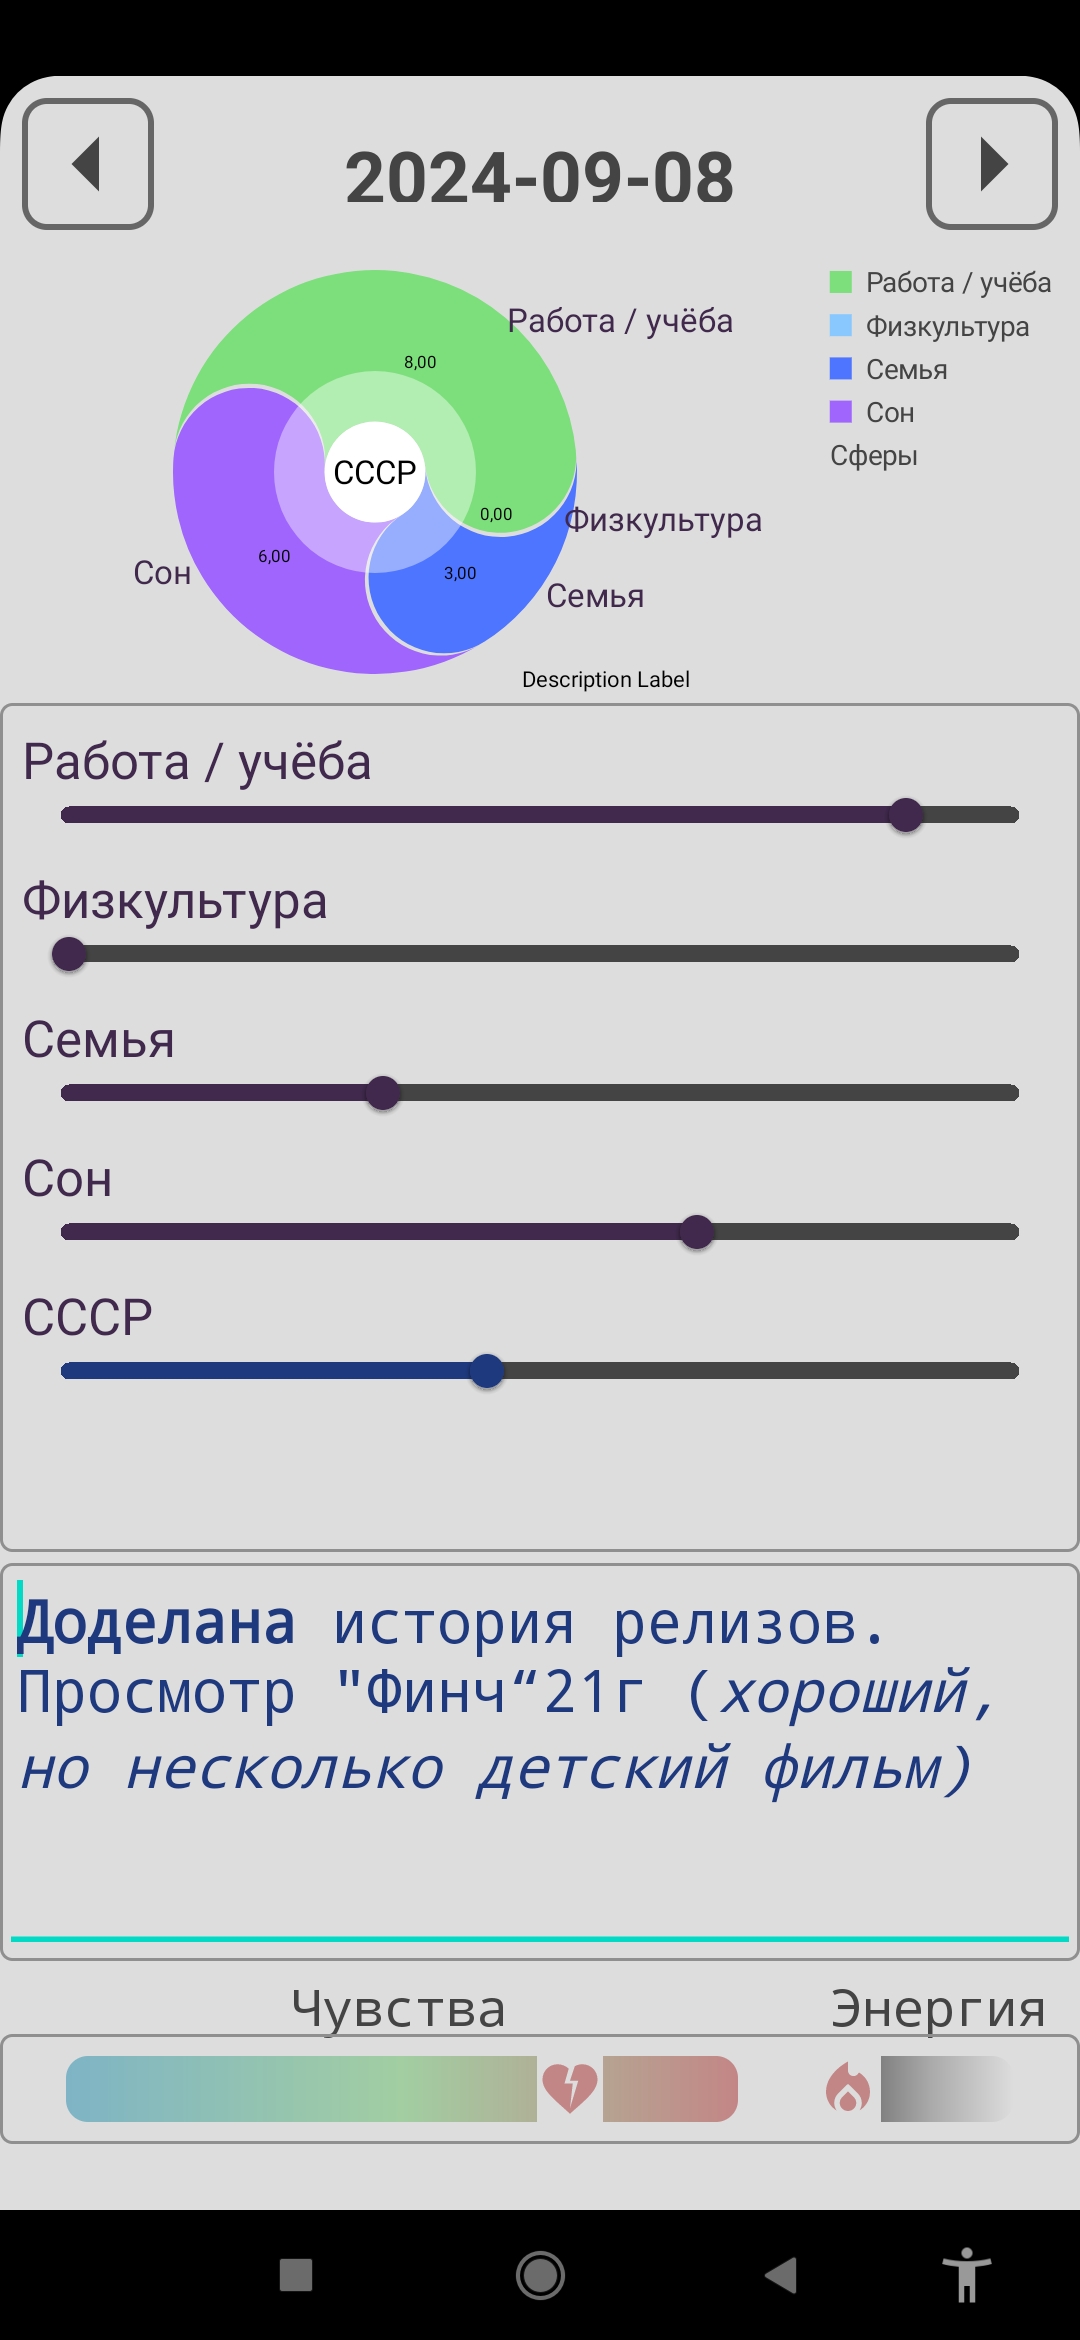 2024-09-08
Работа / учёба
Физкультура
Семья
Сон
Сферы
Работа / учёба
8,00
СССР
0,00
Физкультура
6,00
3,00
Сон
Семья
Description Label
Работа / учёба
Физкультура
Семья
Сон
СССР
Доделана история релизов.
Просмотр "Финч“21г (хороший,
но несколько детский фильм)
Чувства
Энергия